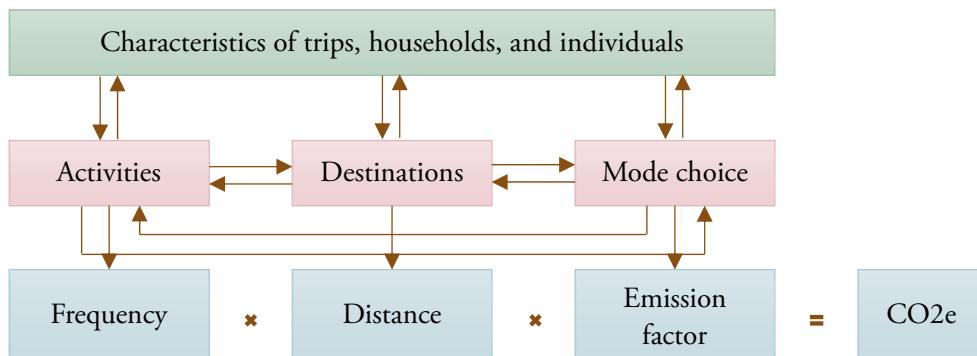 Characteristics of trips, households, and individuals
Activities
Destinations
Mode choice
Frequency
×
Distance
×
Emission
factor
=
CO2e